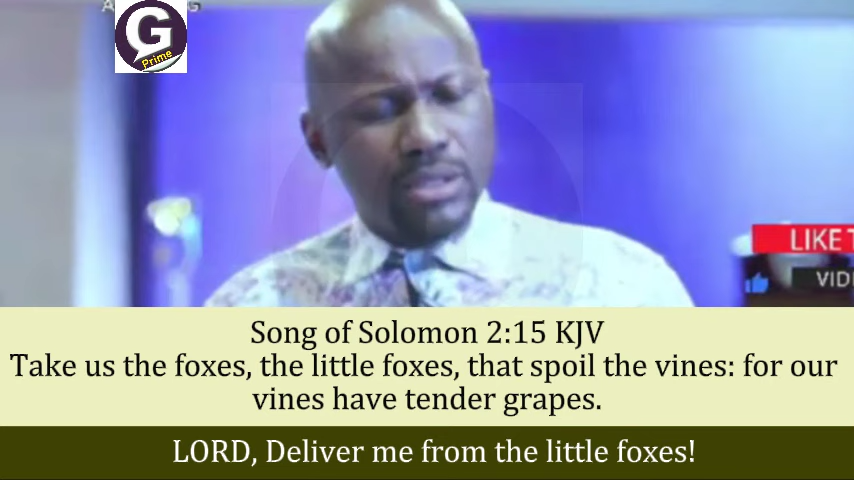 G
Prime
LIKE T
VIDE
Song of Solomon 2:15 KJV
Take us the foxes, the little foxes, that spoil the vines: for our
vines have tender grapes.
LORD, Deliver me from the little foxes!